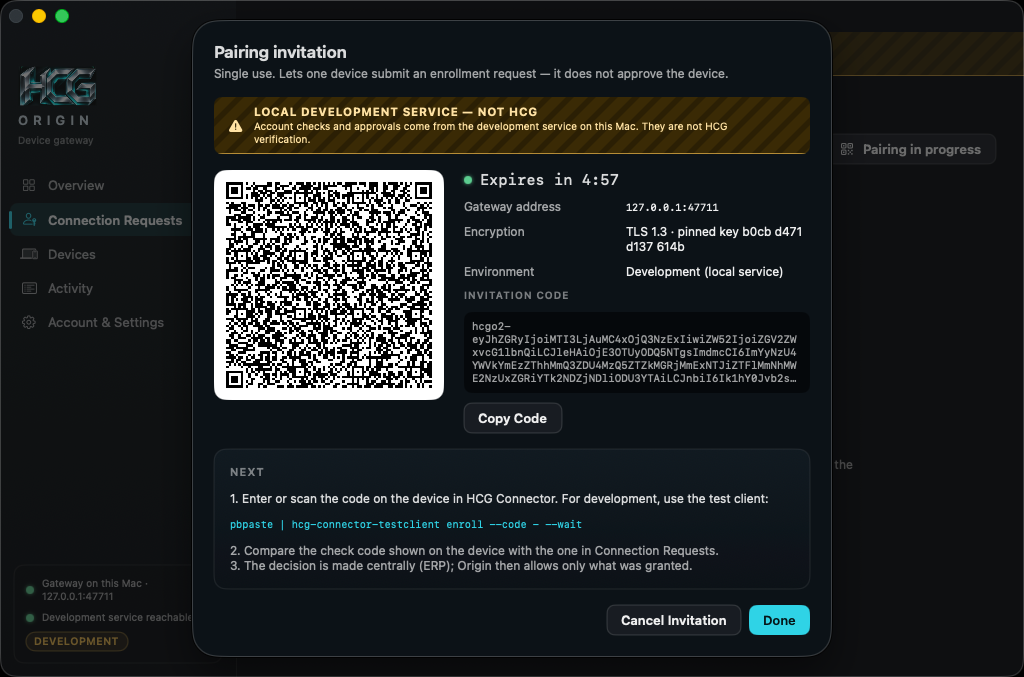 HCG
ORIGIN
Device gateway
Overview
Connection Requests
Devices
Activity
Account & Settings
Gateway on this Mac ·
127.0.0.1:47711
Development service reachable
DEVELOPMENT
Pairing in progress
the
Pairing invitation
Single use. Lets one device submit an enrollment request — it does not approve the device.
LOCAL DEVELOPMENT SERVICE — NOT HCG
Account checks and approvals come from the development service on this Mac. They are not HCG
verification.
Expires in 4:57
Gateway address 127.0.0.1:47711
Encryption TLS 1.3 · pinned key b0cb d471
d137 614b
Environment Development (local service)
INVITATION CODE
hcgo2-
Copy Code
NEXT
1. Enter or scan the code on the device in HCG Connector. For development, use the test client:
pbpaste | hcg-connector-testclient enroll --code - --wait
2. Compare the check code shown on the device with the one in Connection Requests.
3. The decision is made centrally (ERP); Origin then allows only what was granted.
Cancel Invitation
Done